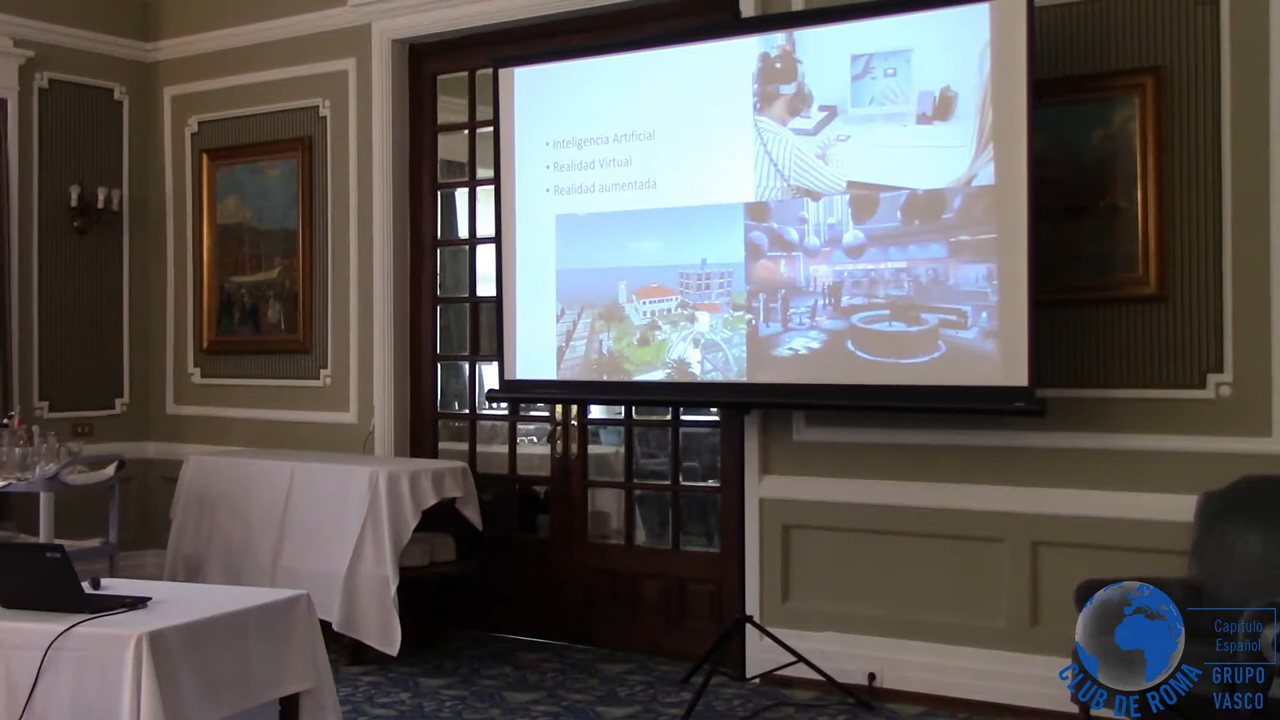 • Inteligencia Artificial
• Realidad Virtual
• Realidad aumentada
Capítulo
Español
GRUPO
VASCO
CLUB DE ROMA